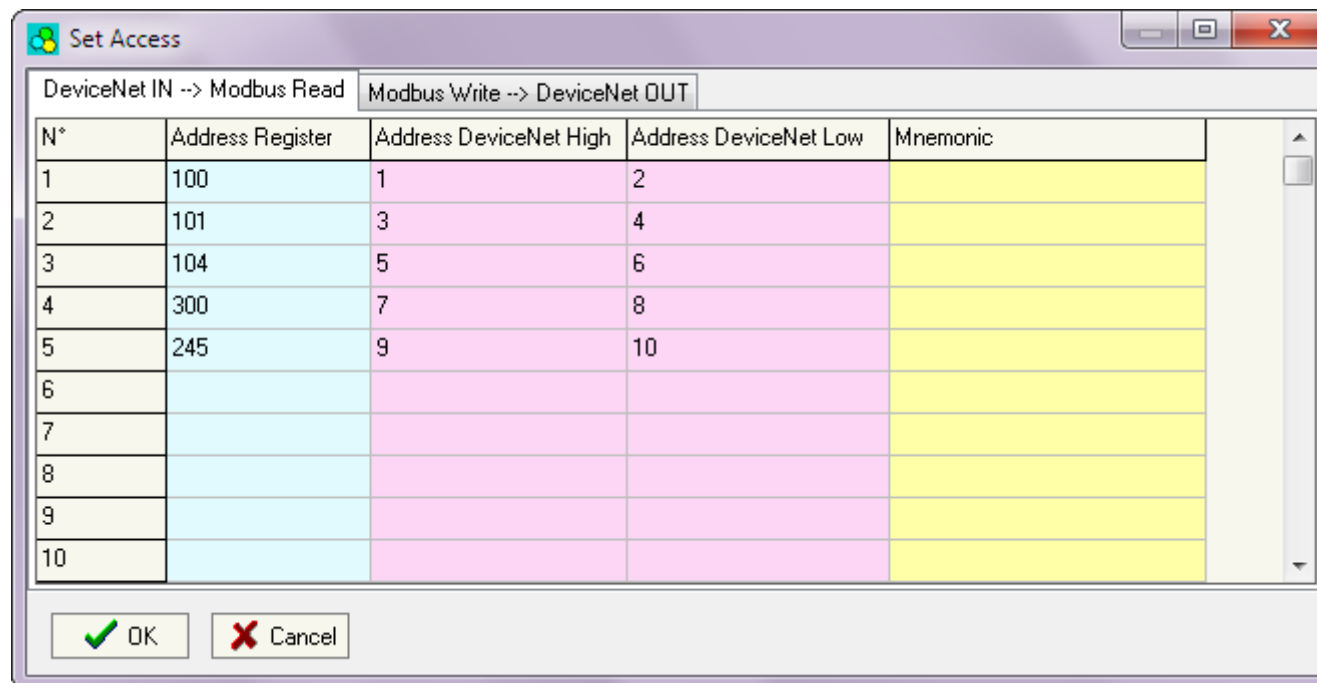 Set Access
DeviceNet IN --> Modbus Read Modbus Write --> DeviceNet OUT
N° Address Register Address DeviceNet High Address DeviceNet Low Mnemonic
1 100 1 2
2 101 3 4
3 104 5 6
4 300 7 8
5 245 9 10
6
7
8
9
10
OK Cancel